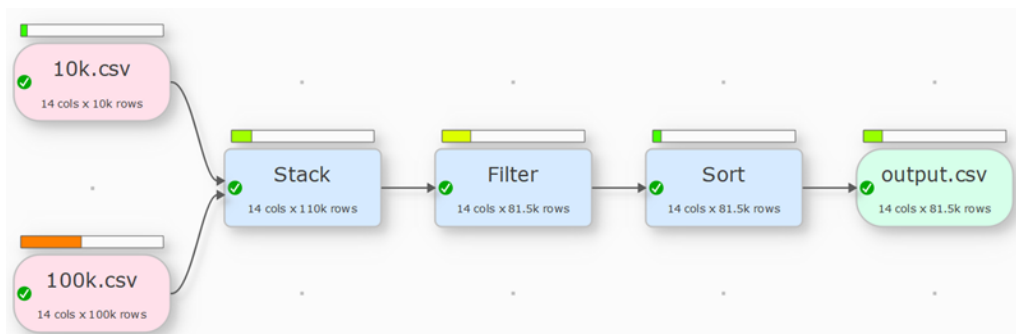 10k.csv
14 cols x 10k rows
100k.csv
14 cols x 100k rows
Stack
14 cols x 110k rows
Filter
14 cols x 81.5k rows
Sort
14 cols x 81.5k rows
output.csv
14 cols x 81.5k rows